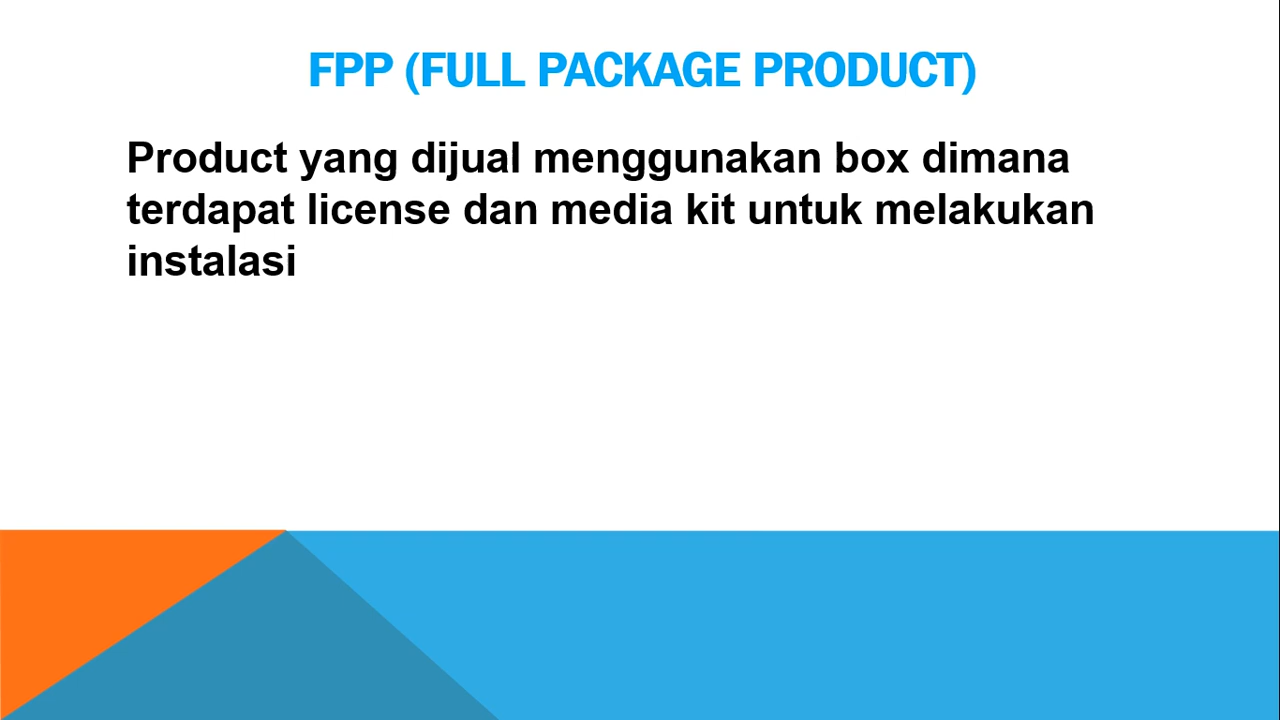 FPP (FULL PACKAGE PRODUCT)
Product yang dijual menggunakan box dimana
terdapat license dan media kit untuk melakukan
instalasi